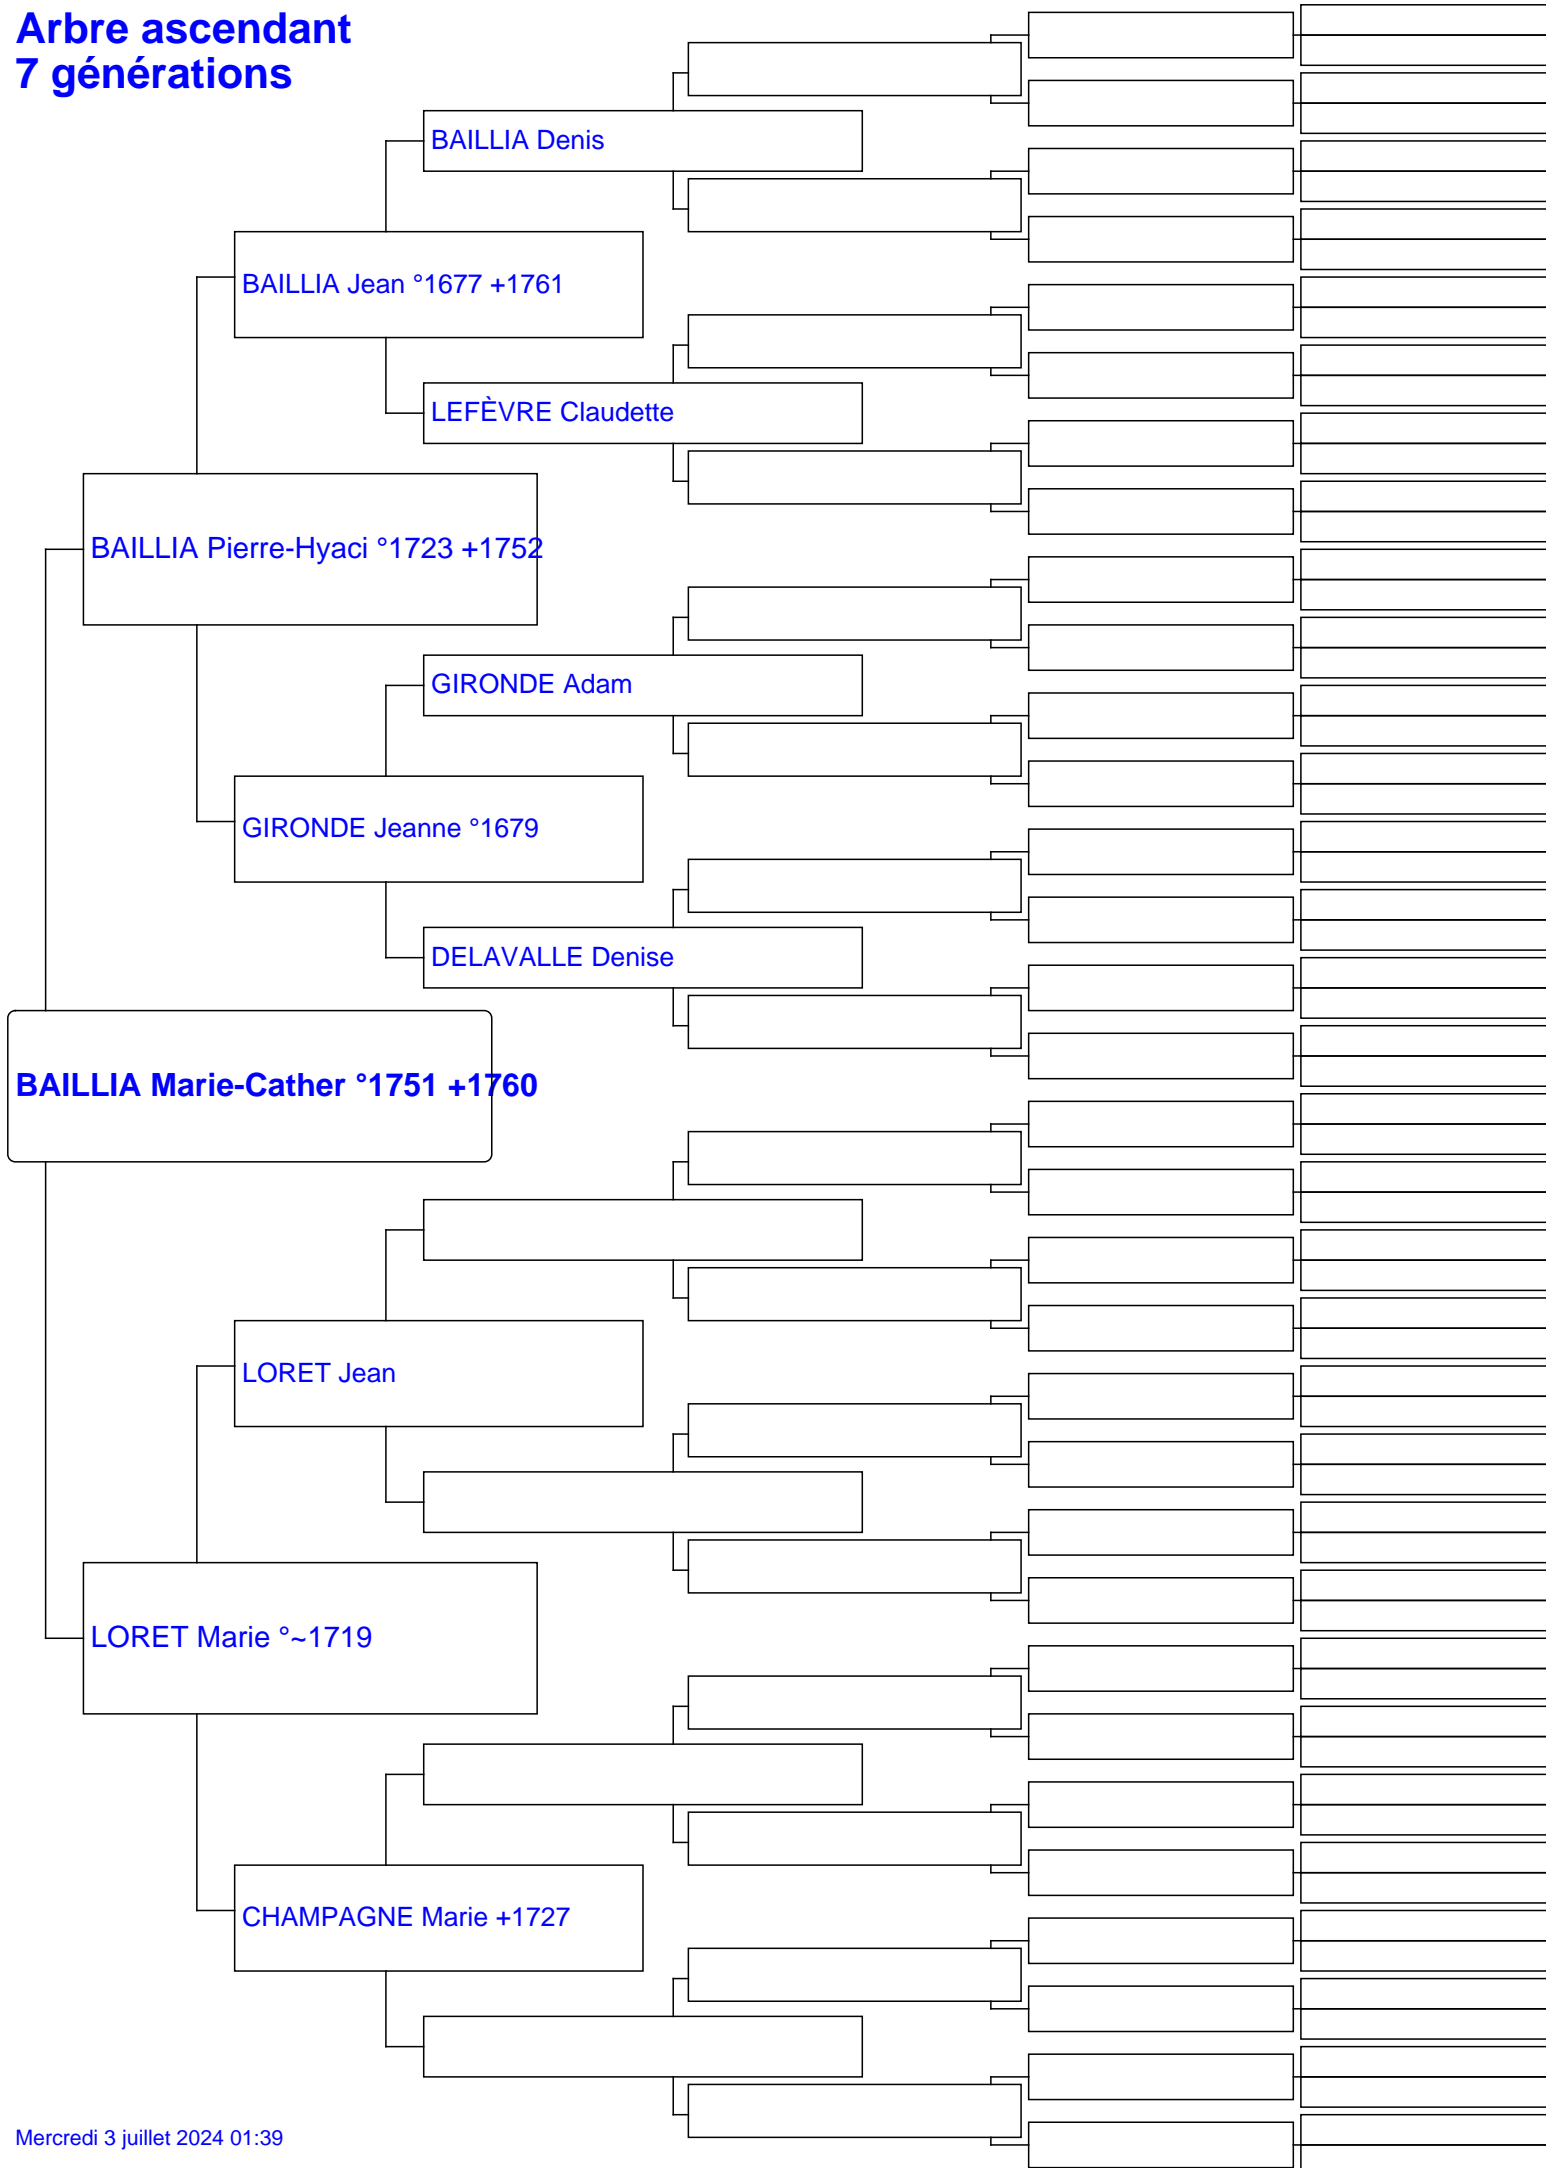 Arbre ascendant
7 générations
BAILLIA Denis
BAILLIA Jean °1677 +1761
LEFÈVRE Claudette
BAILLIA Pierre-Hyaci °1723 +1752
GIRONDE Adam
GIRONDE Jeanne °1679
DELAVALLE Denise
BAILLIA Marie-Cather °1751 +1760
LORET Jean
LORET Marie °~1719
CHAMPAGNE Marie +1727
Mercredi 3 juillet 2024 01:39